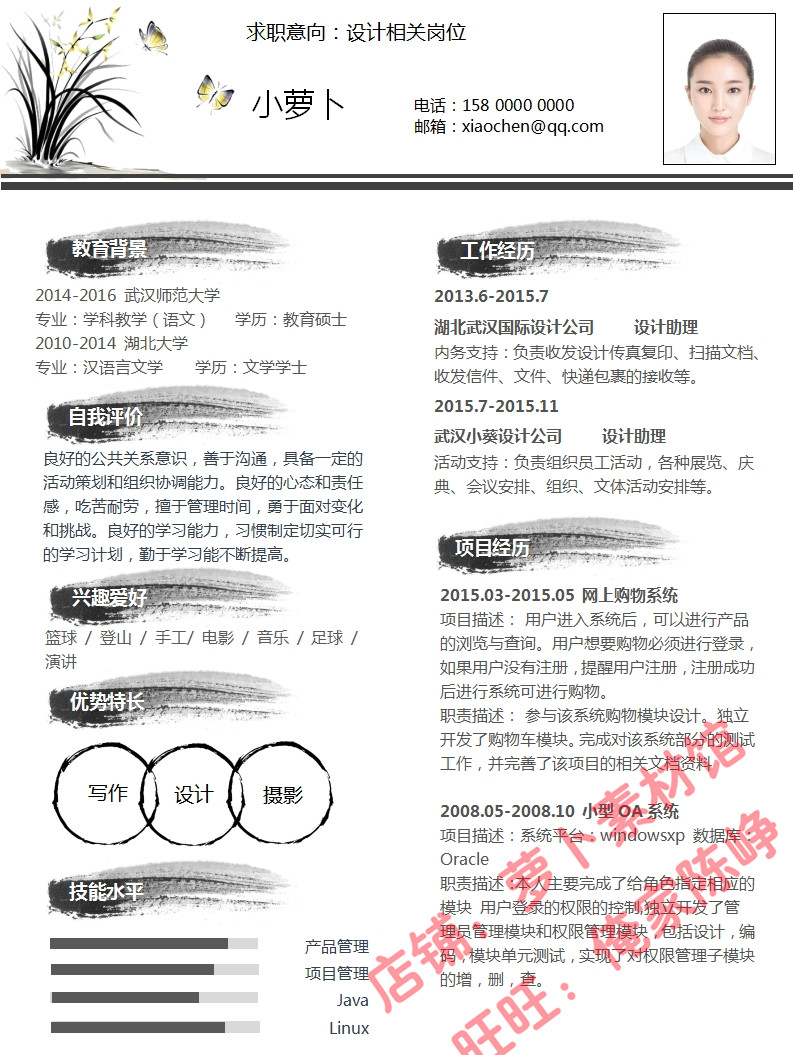 求职意向：设计相关岗位
小萝卜
电话：158 0000 0000
邮箱：xiaochen@qq.com
教育背景
2014-2016 武汉师范大学
专业：学科教学（语文） 学历：教育硕士
2010-2014 湖北大学
专业：汉语言文学 学历：文学学士
自我评价
良好的公共关系意识，善于沟通，具备一定的
活动策划和组织协调能力。良好的心态和责任
感，吃苦耐劳，擅于管理时间，勇于面对变化
和挑战。良好的学习能力，习惯制定切实可行
的学习计划，勤于学习能不断提高。
兴趣爱好
篮球 / 登山 / 手工/ 电影 / 音乐 / 足球 /
演讲
优势特长
写作 设计 摄影
技能水平
产品管理
项目管理
Java
Linux
工作经历
2013.6-2015.7
湖北武汉国际设计公司 设计助理
内务支持：负责收发设计传真复印、扫描文档、
收发信件、文件、快递包裹的接收等。
2015.7-2015.11
武汉小葵设计公司 设计助理
活动支持：负责组织员工活动，各种展览、庆
典、会议安排、组织、文体活动安排等。
项目经历
2015.03-2015.05 网上购物系统
项目描述： 用户进入系统后，可以进行产品
的浏览与查询。用户想要购物必须进行登录，
如果用户没有注册，提醒用户注册，注册成功
后进行系统可进行购物。
职责描述： 参与该系统购物模块设计。独立
开发了购物车模块。完成对该系统部分的测试
工作，并完善了该项目的相关文档资料
2008.05-2008.10 小型 OA 系统
项目描述：系统平台：windowsxp 数据库：
Oracle
职责描述：本人主要完成了给角色指定相应的
模块 用户登录的权限的控制,独立开发了管
理员管理模块和权限管理模块，包括设计，编
码，模块单元测试，实现了对权限管理子模块
的增，删，查。
店铺：萝卜素材馆
旺旺：俺家陈峥